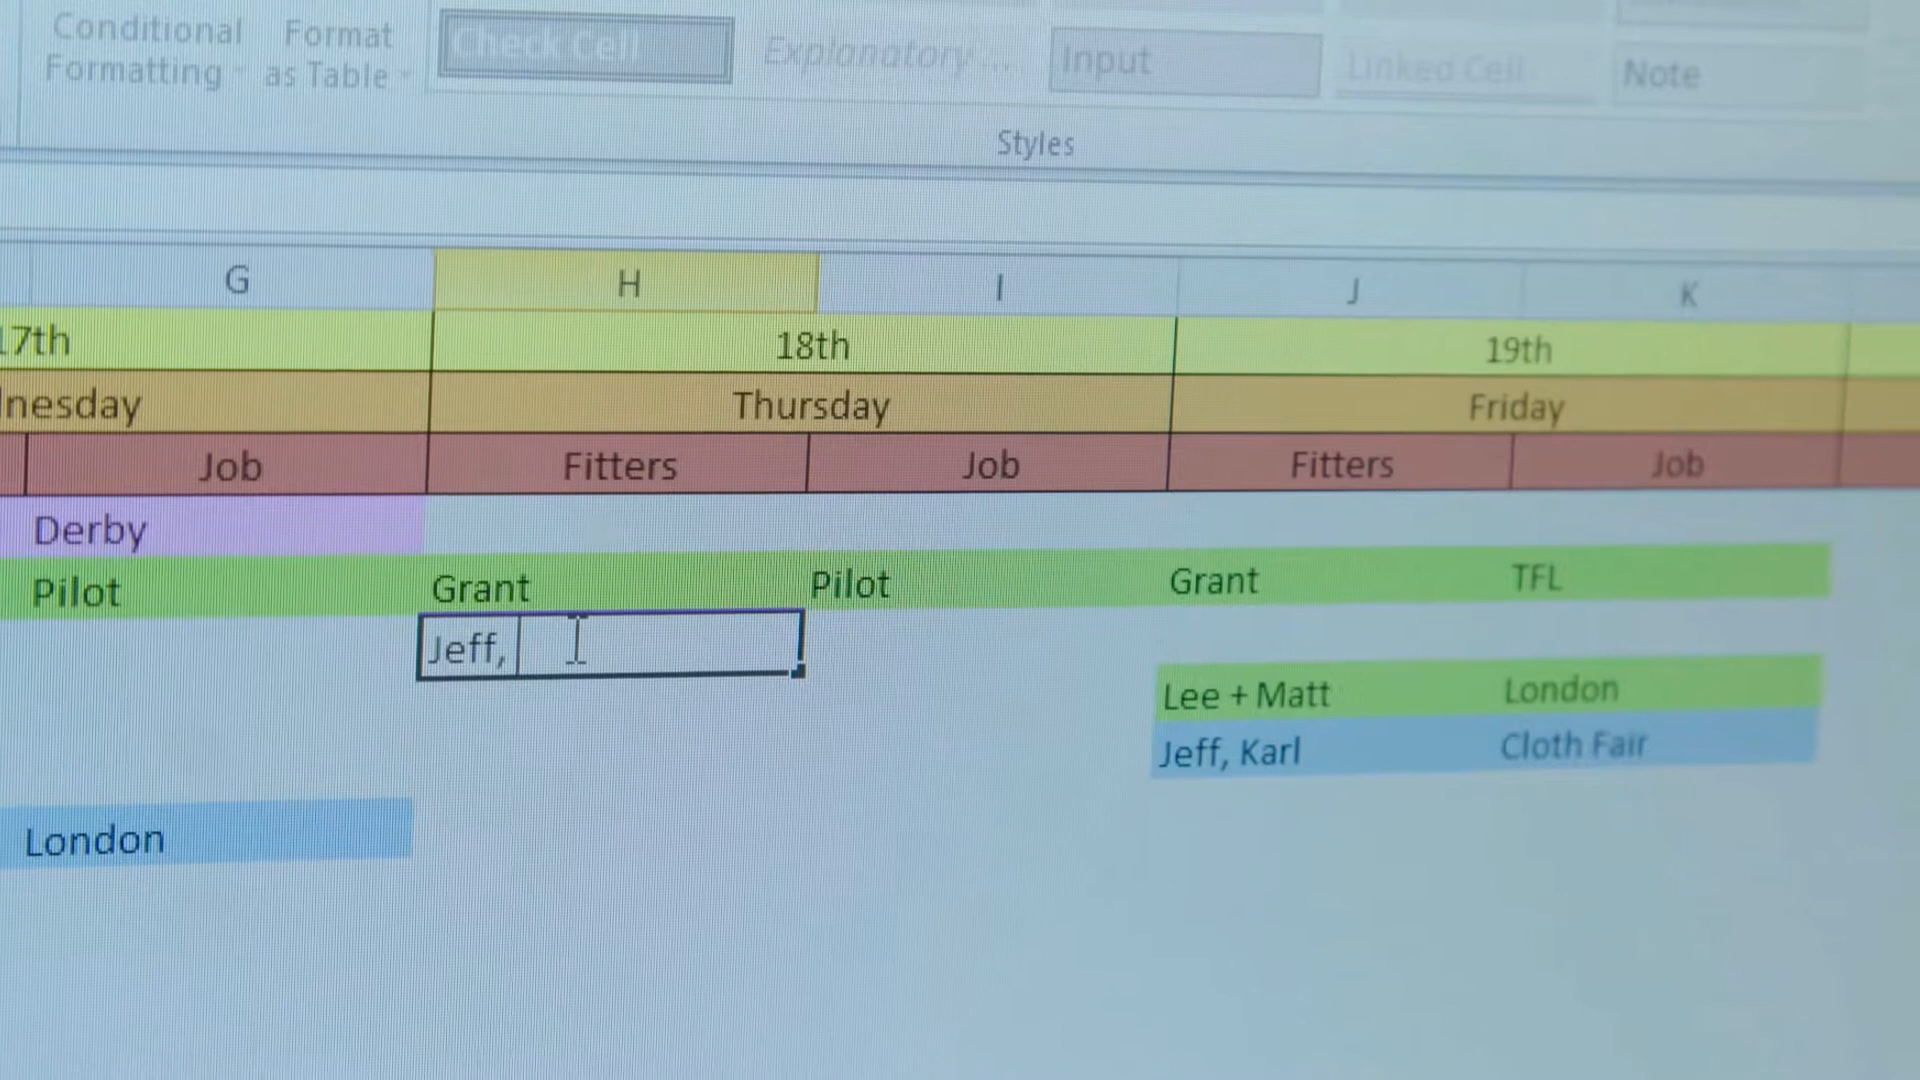 Conditional Formatting
Format as Table
Check Cell
Explanatory ...
Input
Linked Cell
Note
Styles
G H I J K
17th 18th 19th
nesday Thursday Friday
Job Fitters Job Fitters Job
Derby
Pilot Grant Pilot Grant TFL
Jeff,
Lee + Matt London
Jeff, Karl Cloth Fair
London